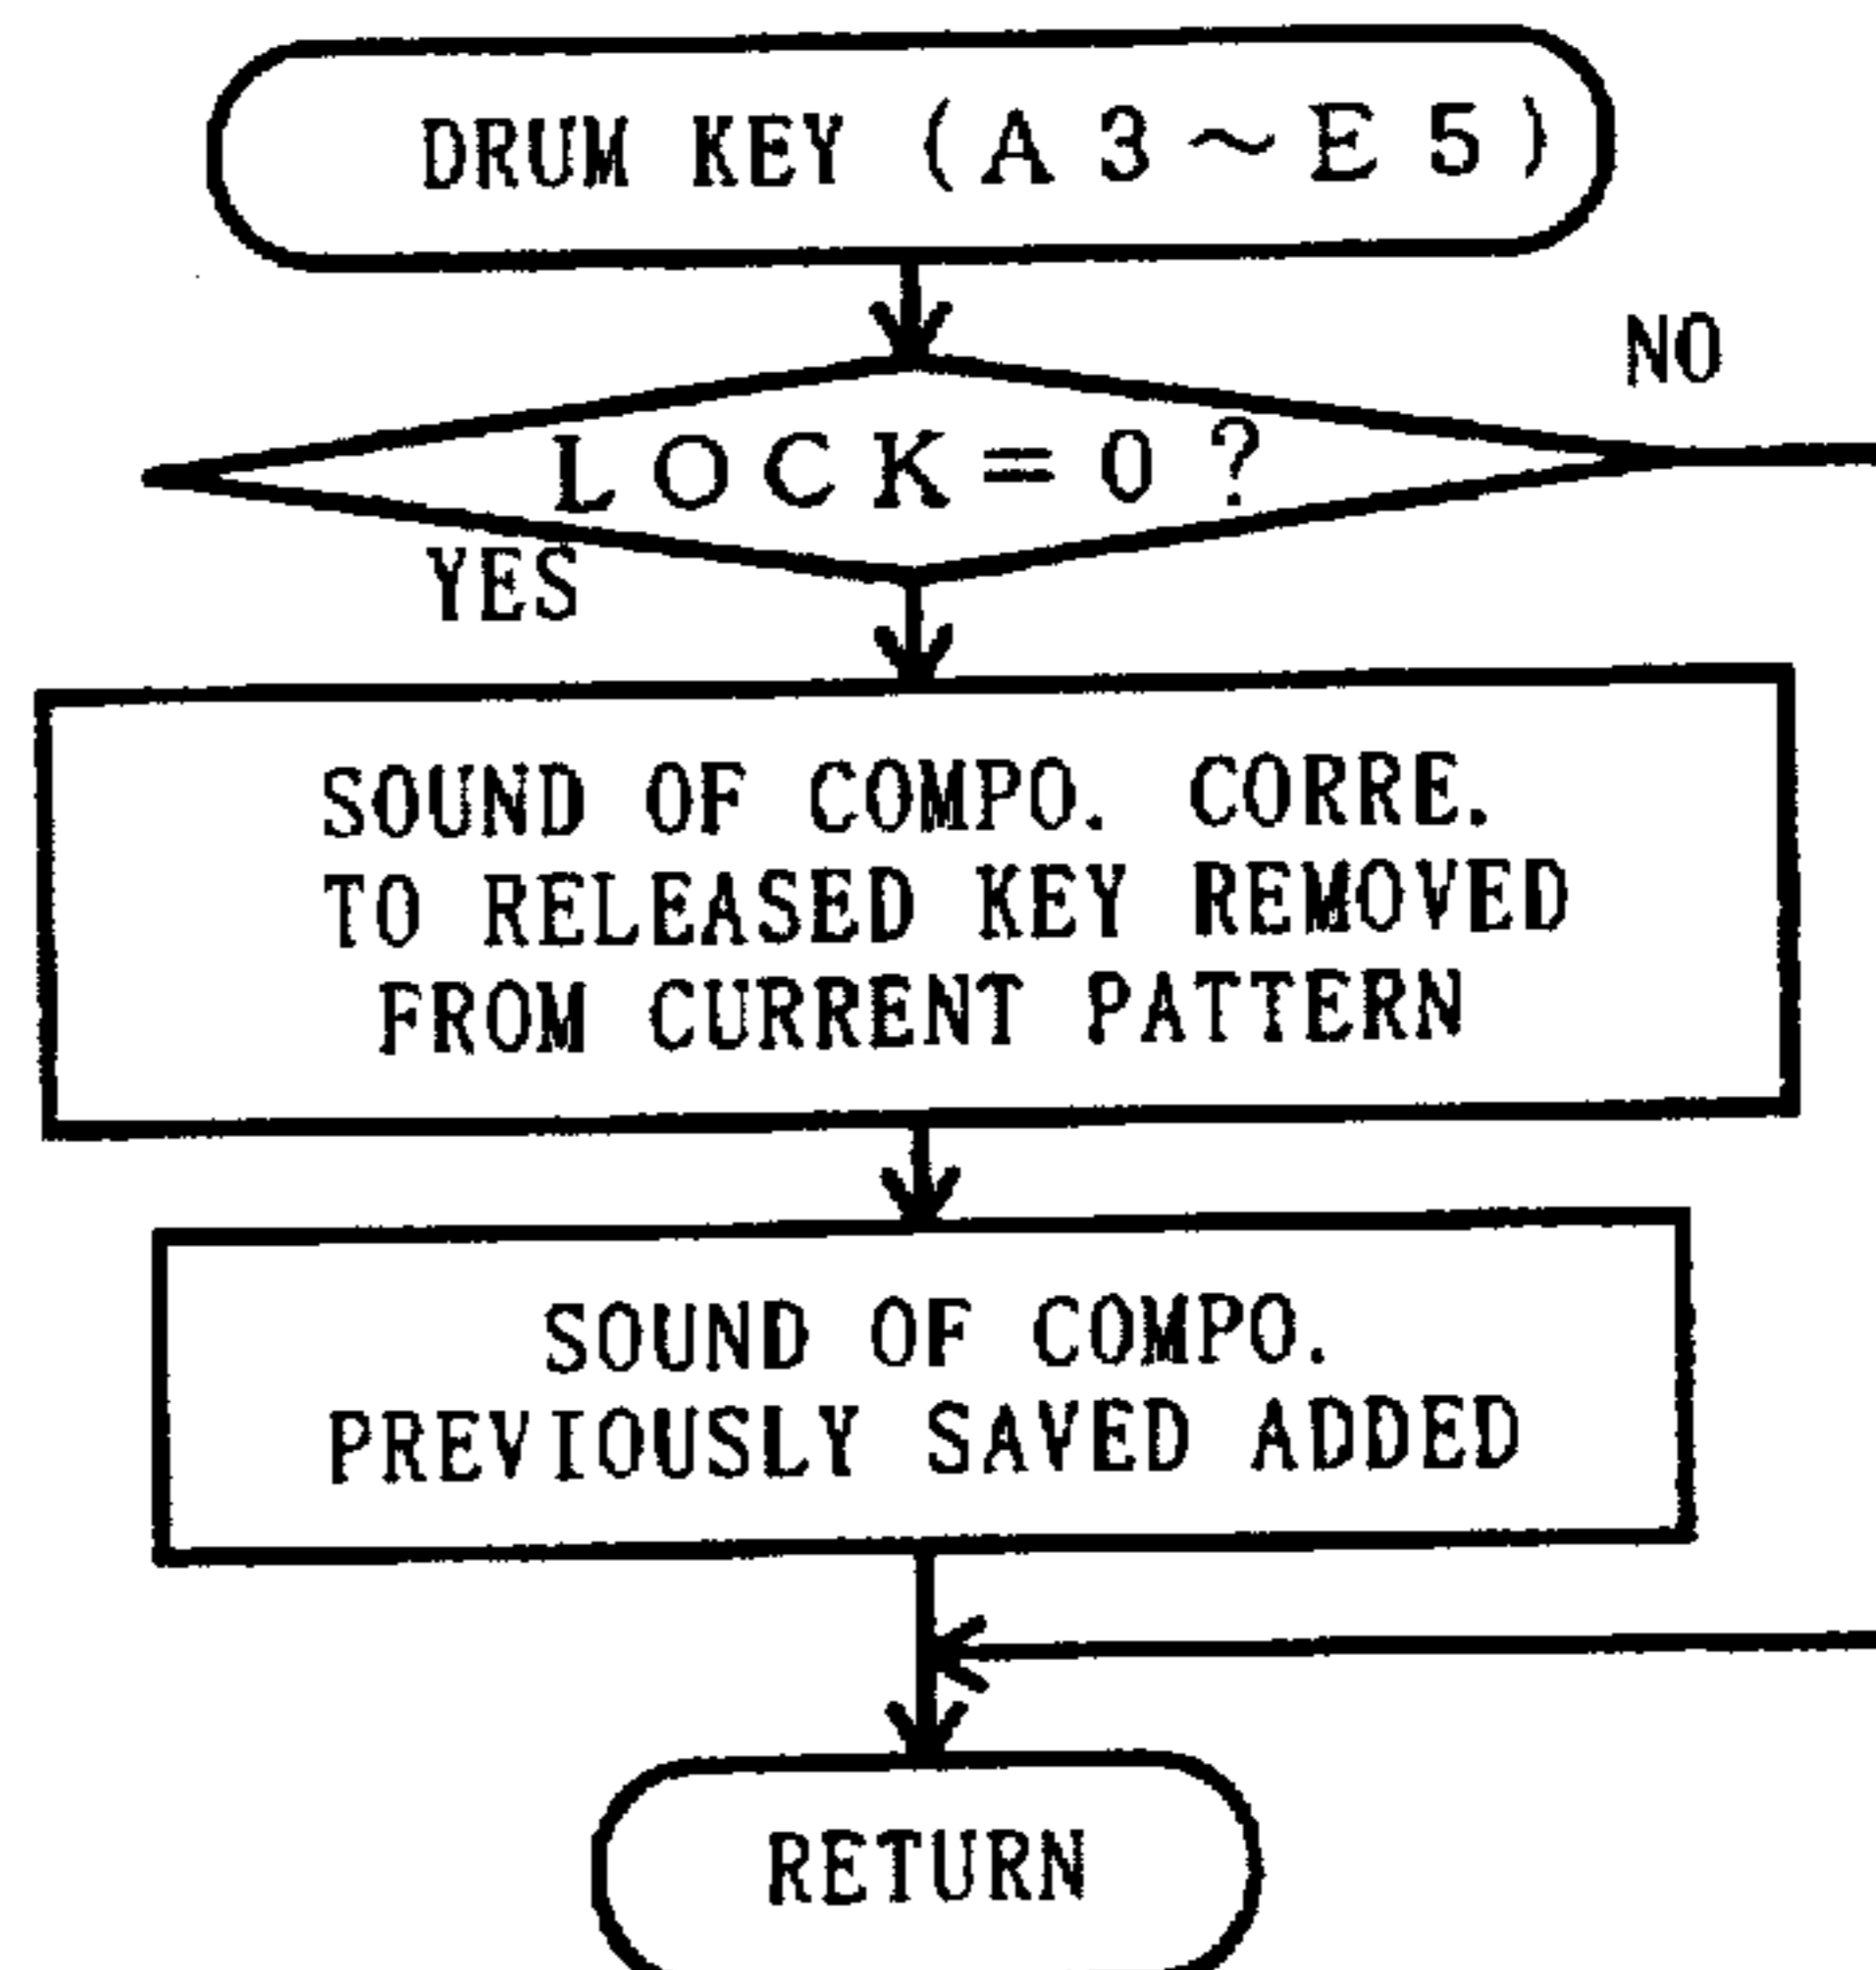 DRUM KEY (A3～E5)
NO
LOCK=0?
YES
SOUND OF COMPO. CORRE.
TO RELEASED KEY REMOVED
FROM CURRENT PATTERN
SOUND OF COMPO.
PREVIOUSLY SAVED ADDED
RETURN